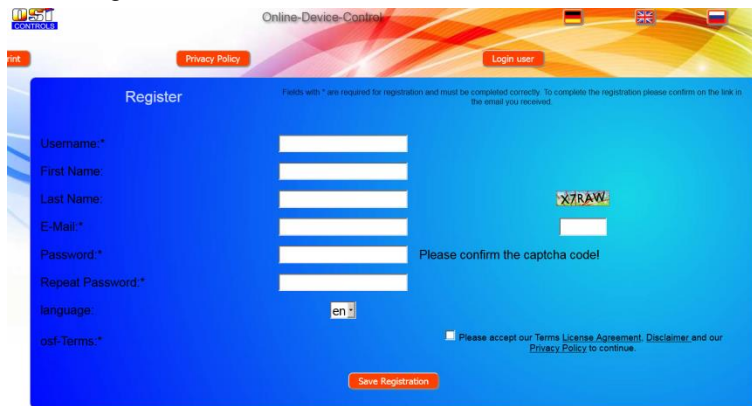 CONTROLS
Online-Device-Control
rint
Privacy Policy
Login user
Register
Fields with * are required for registration and must be completed correctly. To complete the registration please confirm on the link in
the email you received.
Username:*
First Name:
Last Name:
X7RAW
E-Mail:*
Password:*
Please confirm the captcha code!
Repeat Password:*
language:
en
osf-Terms:*
Please accept our Terms License Agreement, Disclaimer and our
Privacy Policy to continue.
Save Registration